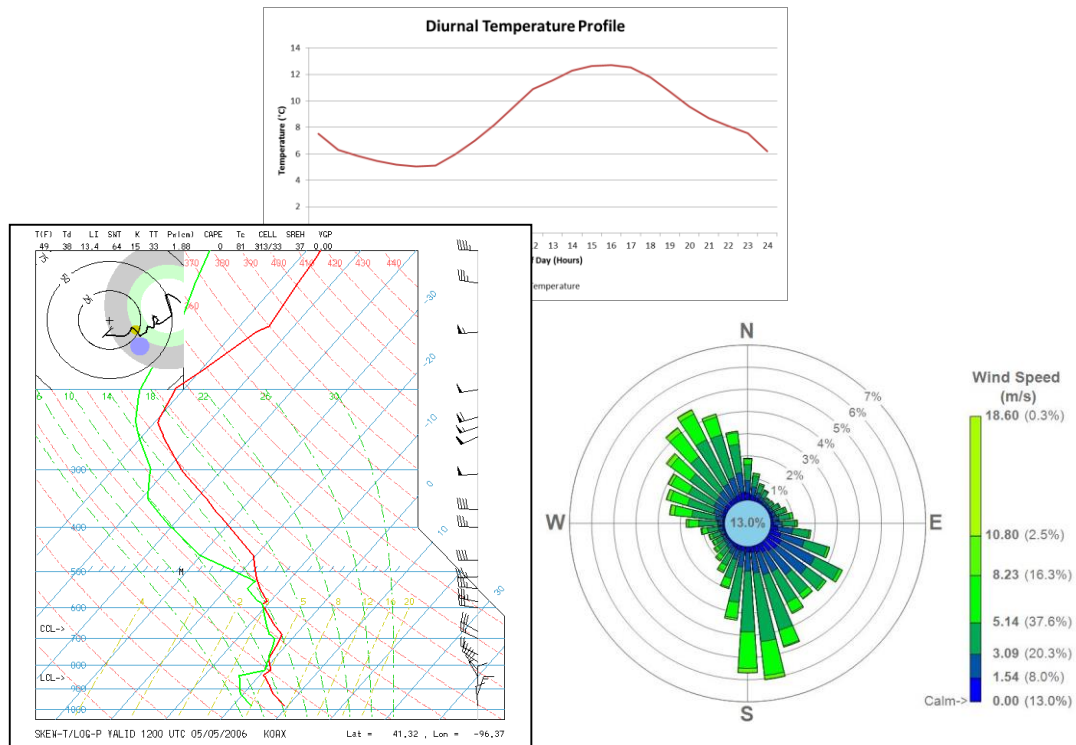 Diurnal Temperature Profile
14
12
10
8
6
4
2
Temperature (°C)
12 13 14 15 16 17 18 19 20 21 22 23 24
Day (Hours)
Temperature
T(F) Td LI SWT K TT Pw(cm) CAPE Tc CELL SREH VGP
49 38 13.4 64 15 33 1.88 0 81 313/33 37 0.00
370 380 390 400 410 420 430 440
6 10 14 18 22 26 30
-30
-20
-10
0
10
30
300
400
500
M
600
4 2 5 8 12 16 20
CCL->
700
800
LCL->
900
1000
SKEW-T/LOG-P VALID 1200 UTC 05/05/2006 KOAX Lat = 41.32 , Lon = -96.37
N
W
E
S
7%
6%
5%
4%
3%
2%
1%
13.0%
Wind Speed
(m/s)
18.60 (0.3%)
10.80 (2.5%)
8.23 (16.3%)
5.14 (37.6%)
3.09 (20.3%)
1.54 (8.0%)
Calm-> 0.00 (13.0%)